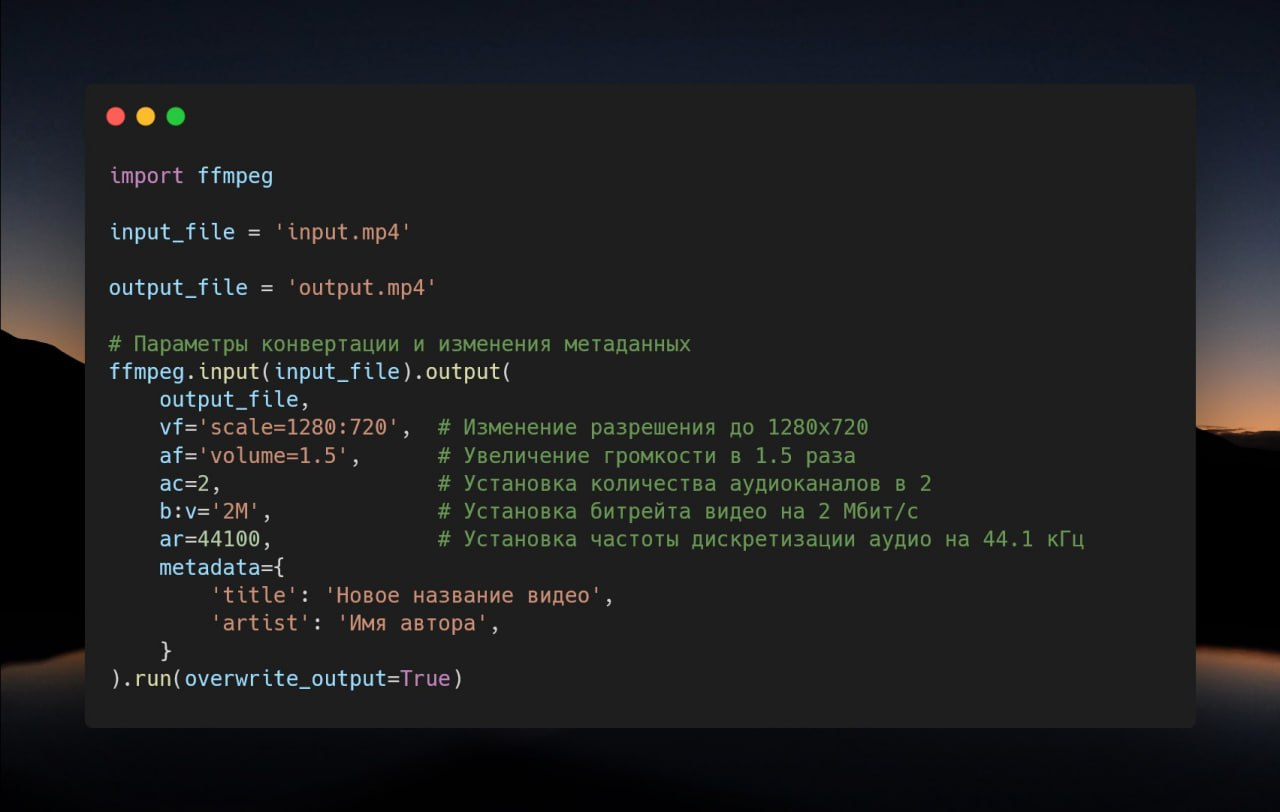 import ffmpeg
input_file = 'input.mp4'
output_file = 'output.mp4'
# Параметры конвертации и изменения метаданных
ffmpeg.input(input_file).output(
    output_file,
    vf='scale=1280:720',  # Изменение разрешения до 1280x720
    af='volume=1.5',      # Увеличение громкости в 1.5 раза
    ac=2,                 # Установка количества аудиоканалов в 2
    b:v='2M',             # Установка битрейта видео на 2 Мбит/с
    ar=44100,             # Установка частоты дискретизации аудио на 44.1 кГц
    metadata={
        'title': 'Новое название видео',
        'artist': 'Имя автора',
    }
).run(overwrite_output=True)